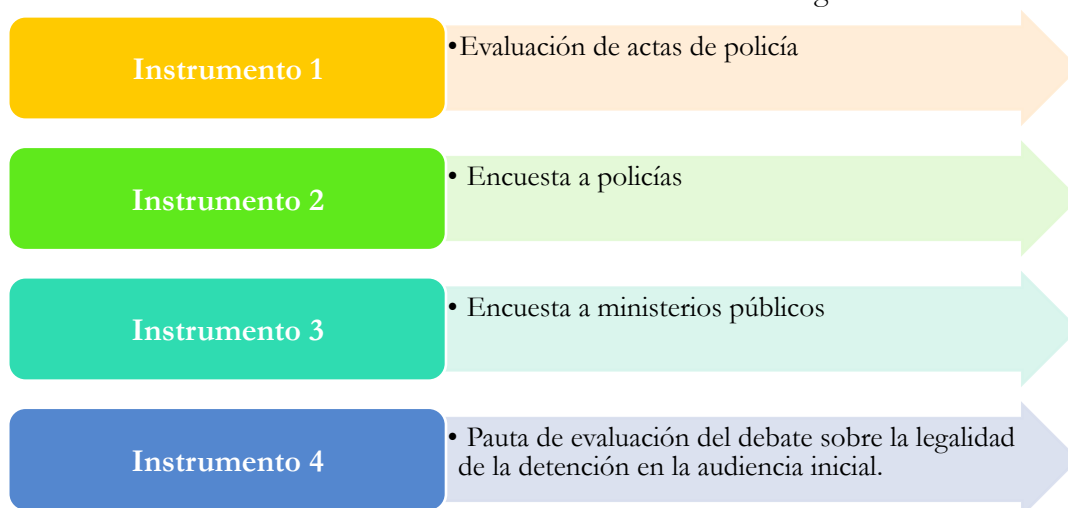 Instrumento 1
•Evaluación de actas de policía
Instrumento 2
• Encuesta a policías
Instrumento 3
• Encuesta a ministerios públicos
Instrumento 4
• Pauta de evaluación del debate sobre la legalidad
de la detención en la audiencia inicial.